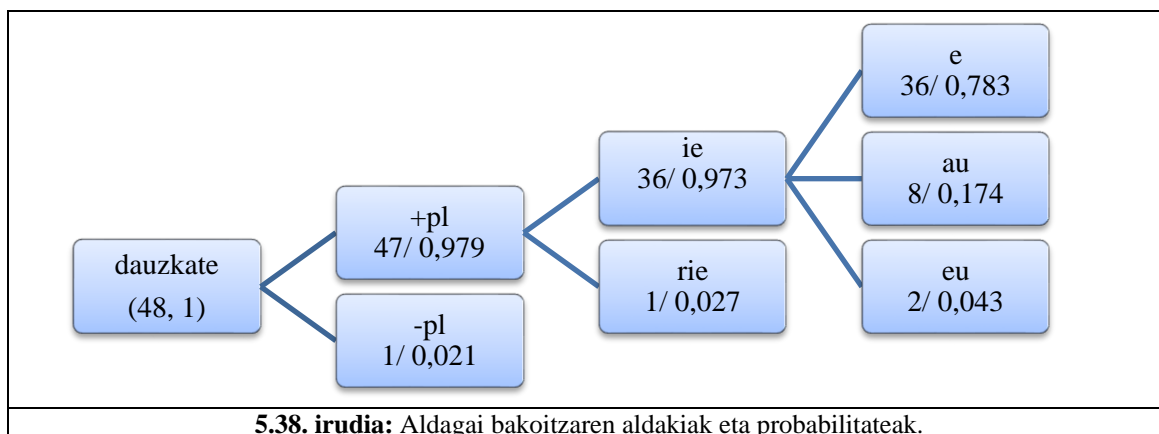 dauzkate
(48, 1)
+pl
47/ 0,979
-pl
1/ 0,021
ie
36/ 0,973
rie
1/ 0,027
e
36/ 0,783
au
8/ 0,174
eu
2/ 0,043
5.38. irudia: Aldagai bakoitzaren aldakiak eta probabilitateak.